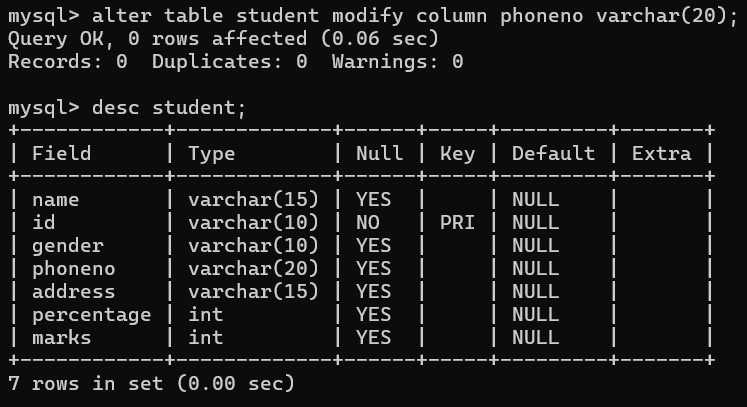 mysql> alter table student modify column phoneno varchar(20);
Query OK, 0 rows affected (0.06 sec)
Records: 0  Duplicates: 0  Warnings: 0

mysql> desc student;
+------------+-------------+------+-----+---------+-------+
| Field      | Type        | Null | Key | Default | Extra |
+------------+-------------+------+-----+---------+-------+
| name       | varchar(15) | YES  |     | NULL    |       |
| id         | varchar(10) | NO   | PRI | NULL    |       |
| gender     | varchar(10) | YES  |     | NULL    |       |
| phoneno    | varchar(20) | YES  |     | NULL    |       |
| address    | varchar(15) | YES  |     | NULL    |       |
| percentage | int         | YES  |     | NULL    |       |
| marks      | int         | YES  |     | NULL    |       |
+------------+-------------+------+-----+---------+-------+
7 rows in set (0.00 sec)